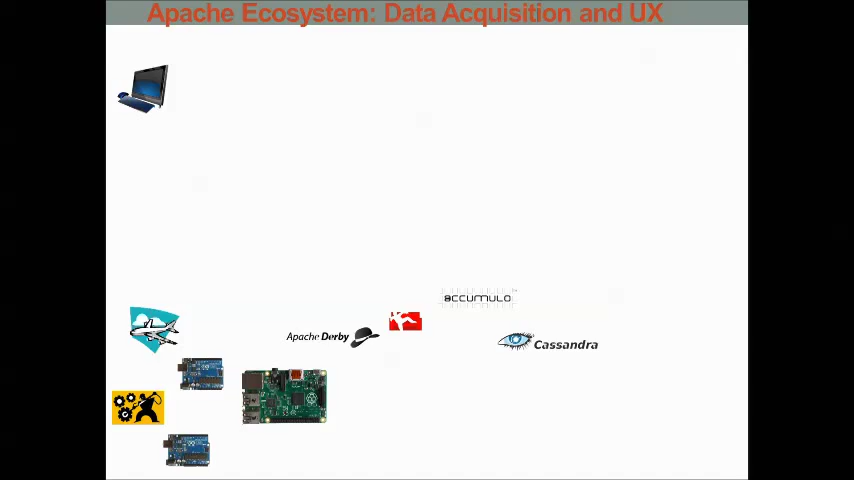 Apache Ecosystem: Data Acquisition and UX
accumulo
Apache Derby
Cassandra